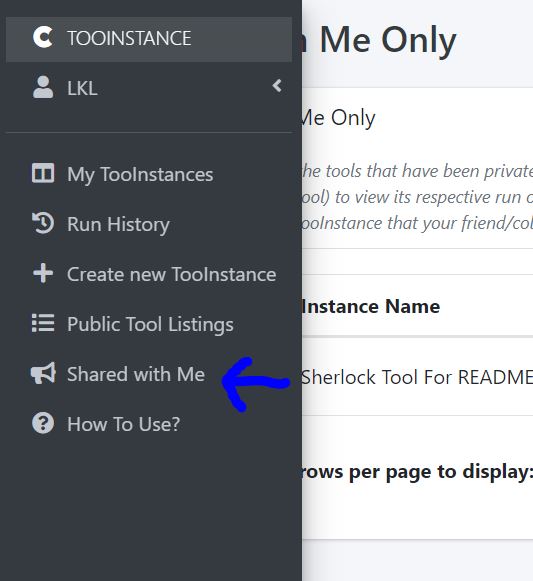 TOOINSTANCE
LKL
My TooInstances
Run History
Create new TooInstance
Public Tool Listings
Shared with Me
How To Use?
Me Only
Me Only
the tools that have been private
ool) to view its respective run o
ooInstance that your friend/col
Instance Name
Sherlock Tool For README
rows per page to display: